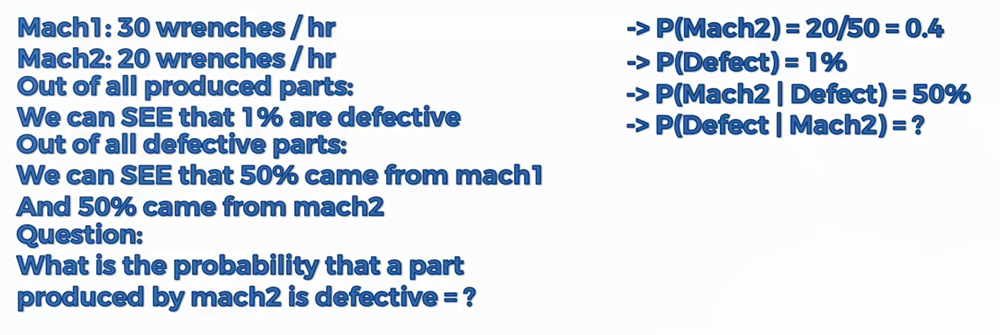 Mach1: 30 wrenches / hr
Mach2: 20 wrenches / hr
Out of all produced parts:
We can SEE that 1% are defective
Out of all defective parts:
We can SEE that 50% came from mach1
And 50% came from mach2
Question:
What is the probability that a part
produced by mach2 is defective = ?
-> P(Mach2) = 20/50 = 0.4
-> P(Defect) = 1%
-> P(Mach2 | Defect) = 50%
-> P(Defect | Mach2) = ?